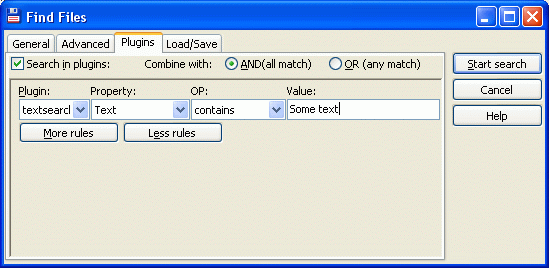 Find Files
General Advanced Plugins Load/Save
Search in plugins: Combine with: AND(all match) OR (any match)
Start search
Cancel
Help
Plugin: Property: OP: Value:
textsearcl Text contains Some text
More rules Less rules